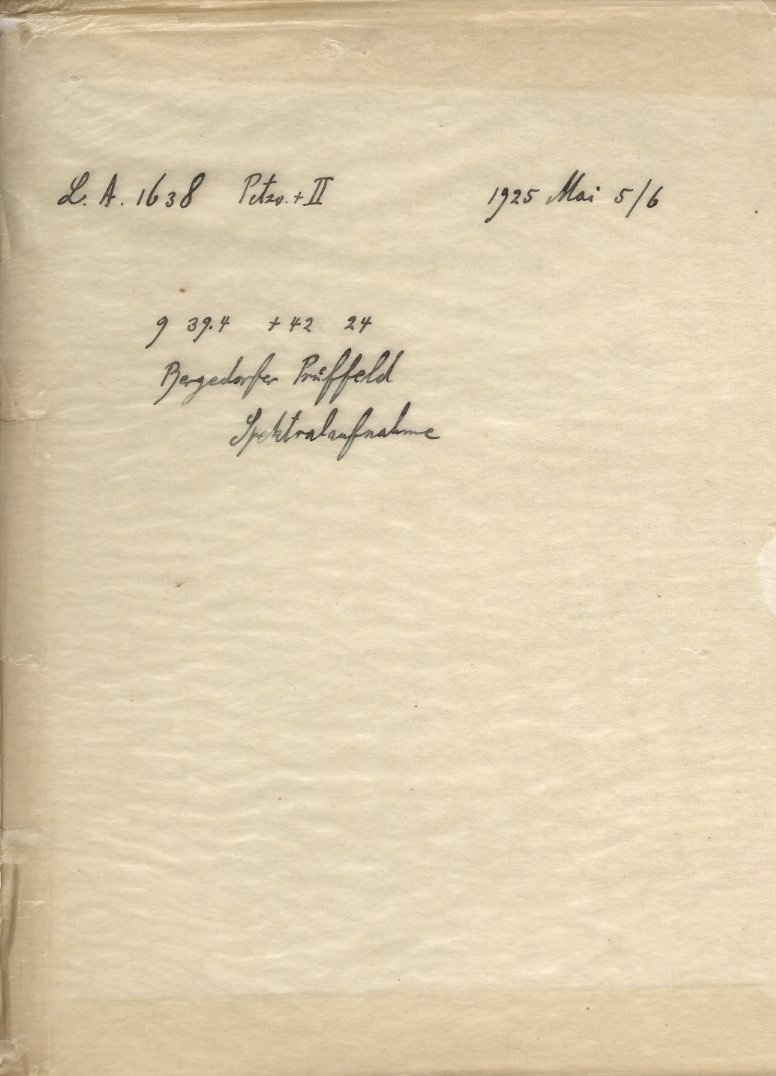 L. A. 1638 Petzv. + II 1925 Mai 5/6
9 39.4 + 42 24
Bergedorfer Prüffeld
Spektralaufnahme